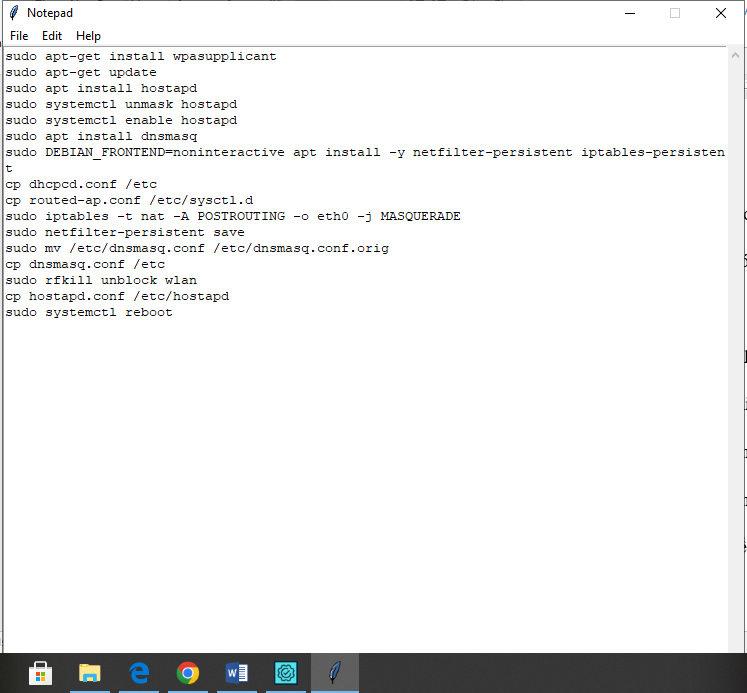 Notepad
File Edit Help
sudo apt-get install wpasupplicant
sudo apt-get update
sudo apt install hostapd
sudo systemctl unmask hostapd
sudo systemctl enable hostapd
sudo apt install dnsmasq
sudo DEBIAN_FRONTEND=noninteractive apt install -y netfilter-persistent iptables-persisten
t
cp dhcpcd.conf /etc
cp routed-ap.conf /etc/sysctl.d
sudo iptables -t nat -A POSTROUTING -o eth0 -j MASQUERADE
sudo netfilter-persistent save
sudo mv /etc/dnsmasq.conf /etc/dnsmasq.conf.orig
cp dnsmasq.conf /etc
sudo rfkill unblock wlan
cp hostapd.conf /etc/hostapd
sudo systemctl reboot